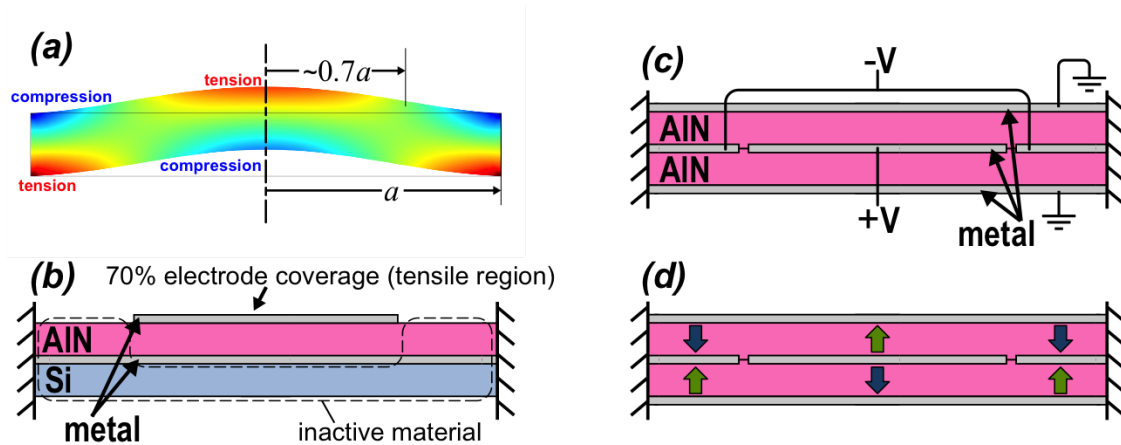 (a)
tension
~0.7a
compression
compression
a
tension
(b)
70% electrode coverage (tensile region)
AlN
Si
metal
inactive material
(c)
−V
AlN
AlN
+V
metal
(d)